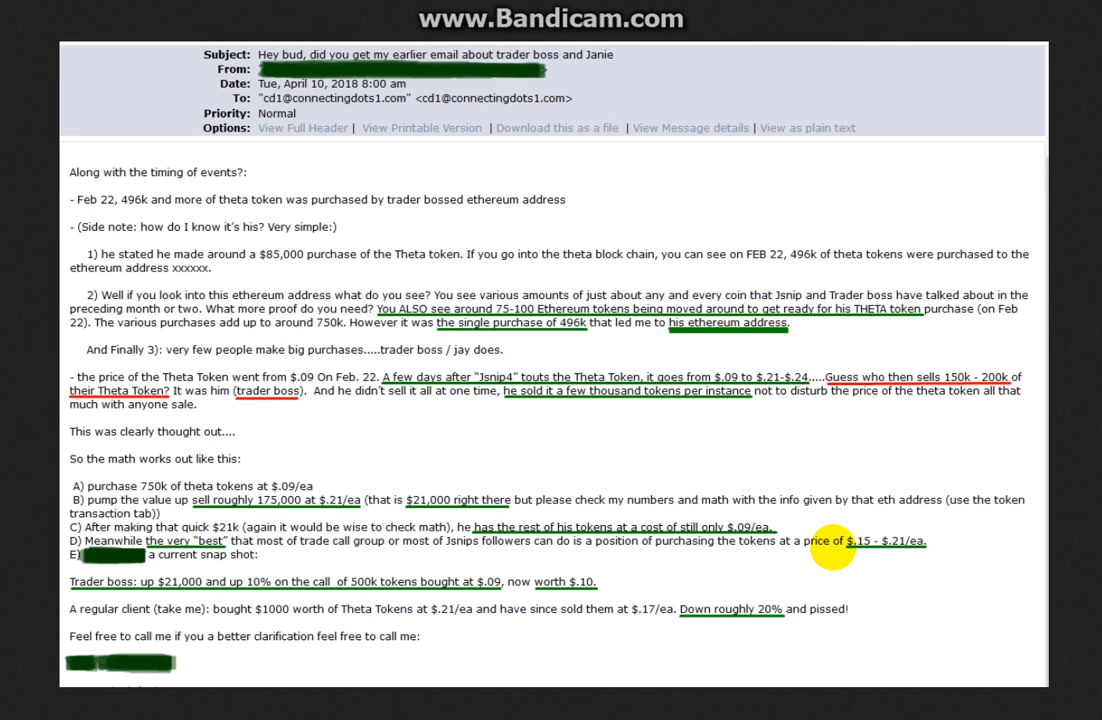 www.Bandicam.com
Subject: Hey bud, did you get my earlier email about trader boss and Janie
From:
Date: Tue, April 10, 2018 8:00 am
To: "cd1@connectingdots1.com" <cd1@connectingdots1.com>
Priority: Normal
Options: View Full Header | View Printable Version | Download this as a file | View Message details | View as plain text
Along with the timing of events?:
- Feb 22, 496k and more of theta token was purchased by trader bossed ethereum address
- (Side note: how do I know it's his? Very simple:)
1) he stated he made around a $85,000 purchase of the Theta token. If you go into the theta block chain, you can see on FEB 22, 496k of theta tokens were purchased to the
ethereum address xxxxxx.
2) Well if you look into this ethereum address what do you see? You see various amounts of just about any and every coin that Jsnip and Trader boss have talked about in the
preceding month or two. What more proof do you need? You ALSO see around 75-100 Ethereum tokens being moved around to get ready for his THETA token purchase (on Feb
22). The various purchases add up to around 750k. However it was the single purchase of 496k that led me to his ethereum address.
And Finally 3): very few people make big purchases.....trader boss / jay does.
- the price of the Theta Token went from $.09 On Feb. 22. A few days after "Jsnip4" touts the Theta Token, it goes from $.09 to $.21-$.24.....Guess who then sells 150k - 200k of
their Theta Token? It was him (trader boss).  And he didn't sell it all at one time, he sold it a few thousand tokens per instance not to disturb the price of the theta token all that
much with anyone sale.
This was clearly thought out....
So the math works out like this:
A) purchase 750k of theta tokens at $.09/ea
B) pump the value up sell roughly 175,000 at $.21/ea (that is $21,000 right there but please check my numbers and math with the info given by that eth address (use the token
transaction tab))
C) After making that quick $21k (again it would be wise to check math), he has the rest of his tokens at a cost of still only $.09/ea.
D) Meanwhile the very "best" that most of trade call group or most of Jsnips followers can do is a position of purchasing the tokens at a price of $.15 - $.21/ea.
E) a current snap shot:
Trader boss: up $21,000 and up 10% on the call  of 500k tokens bought at $.09, now worth $.10.
A regular client (take me): bought $1000 worth of Theta Tokens at $.21/ea and have since sold them at $.17/ea. Down roughly 20% and pissed!
Feel free to call me if you a better clarification feel free to call me: